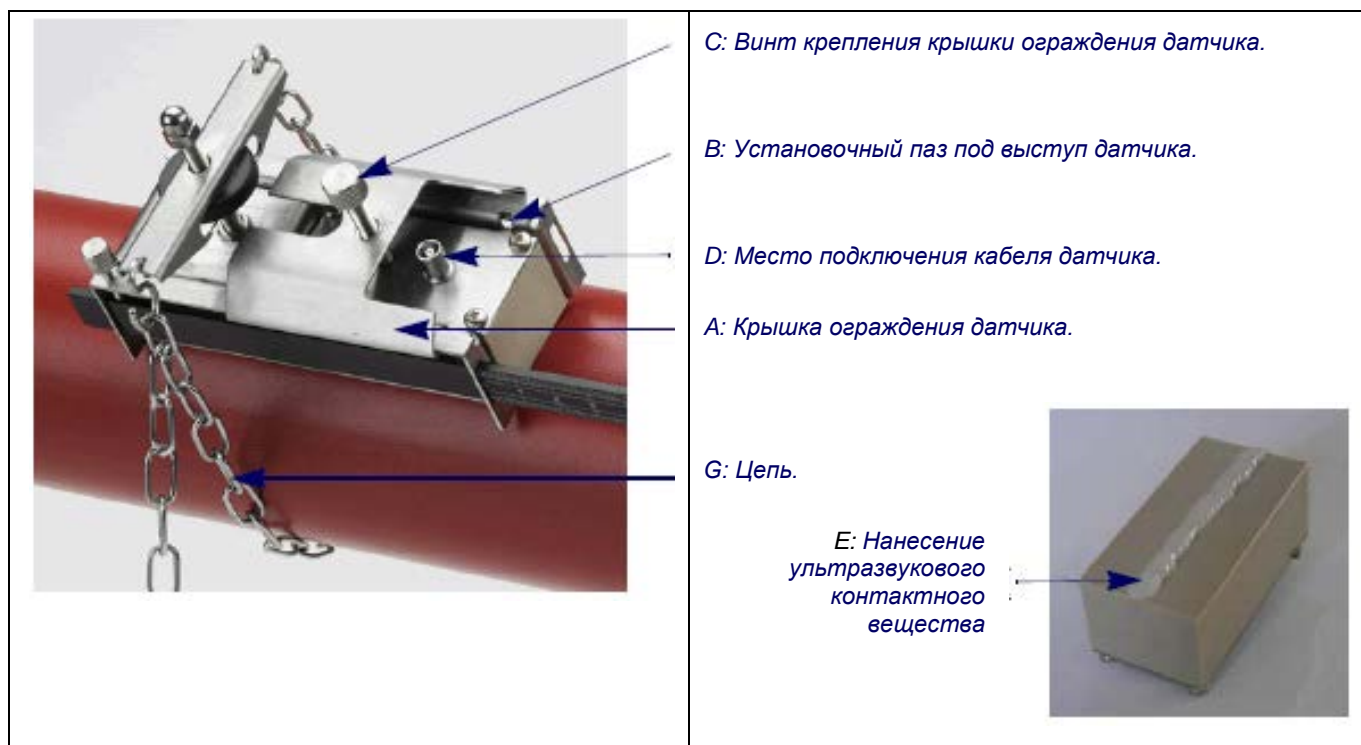 C: Винт крепления крышки ограждения датчика.
B: Установочный паз под выступ датчика.
D: Место подключения кабеля датчика.
A: Крышка ограждения датчика.
G: Цепь.
E: Нанесение
ультразвукового
контактного
вещества